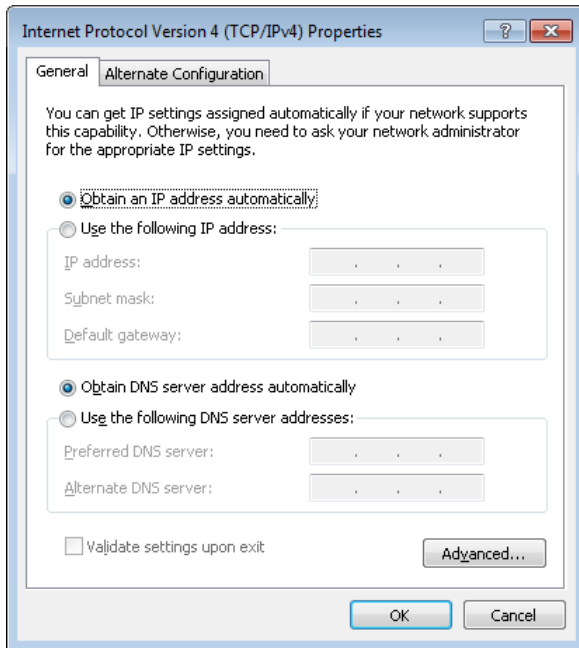 Internet Protocol Version 4 (TCP/IPv4) Properties
General
Alternate Configuration
You can get IP settings assigned automatically if your network supports
this capability. Otherwise, you need to ask your network administrator
for the appropriate IP settings.
Obtain an IP address automatically
Use the following IP address:
IP address:
Subnet mask:
Default gateway:
Obtain DNS server address automatically
Use the following DNS server addresses:
Preferred DNS server:
Alternate DNS server:
Validate settings upon exit
Advanced...
OK
Cancel